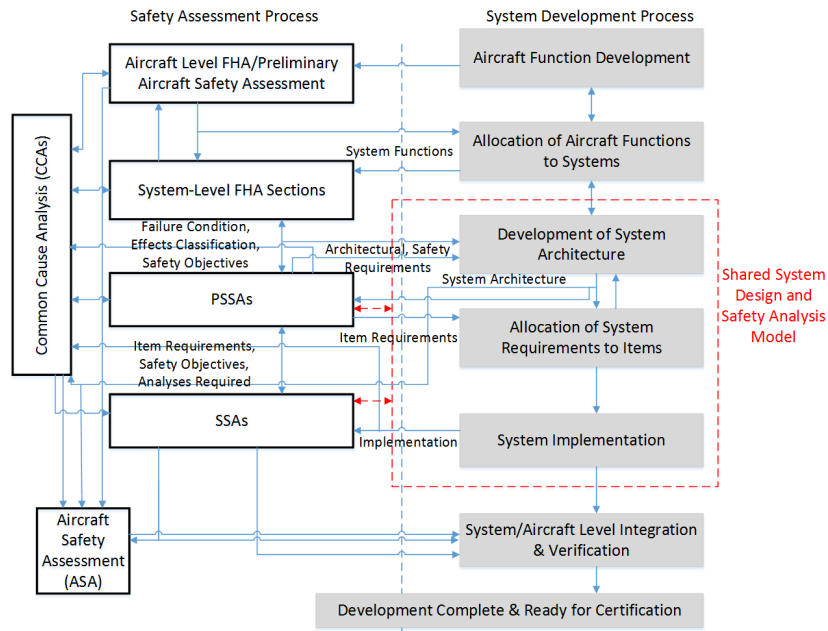 Safety Assessment Process
System Development Process
Aircraft Level FHA/Preliminary
Aircraft Safety Assessment
Aircraft Function Development
Allocation of Aircraft Functions
to Systems
System Functions
Common Cause Analysis (CCAs)
System-Level FHA Sections
Failure Condition,
Effects Classification,
Safety Objectives
Architectural, Safety
Requirements
Development of System
Architecture
System Architecture
Shared System
Design and
Safety Analysis
Model
PSSAs
Item Requirements
Allocation of System
Requirements to Items
Item Requirements,
Safety Objectives,
Analyses Required
SSAs
Implementation
System Implementation
Aircraft
Safety
Assessment
(ASA)
System/Aircraft Level Integration
& Verification
Development Complete & Ready for Certification